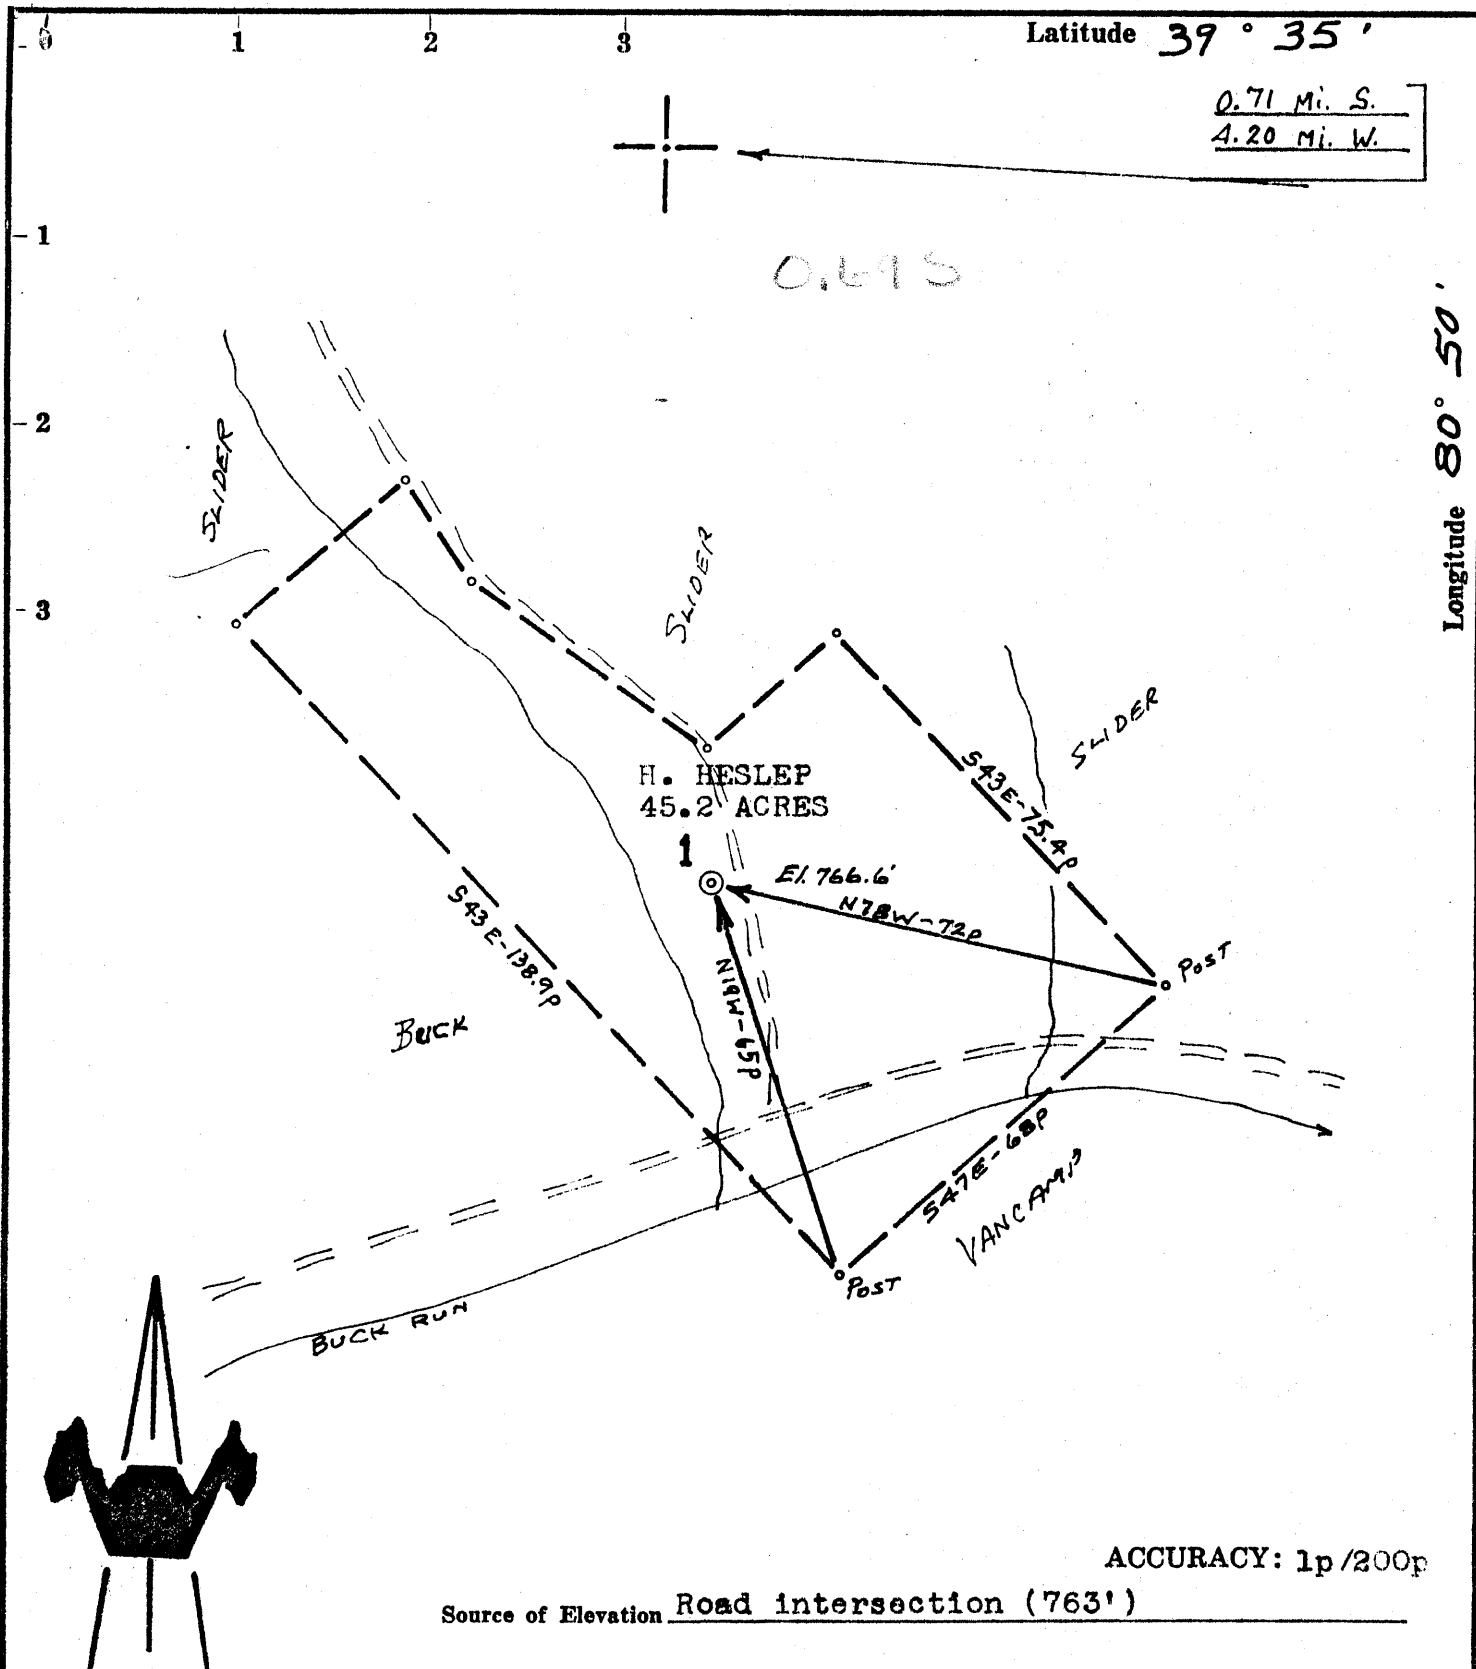 0 1 2 3
Latitude 39° 35'
0.71 Mi. S.
4.20 Mi. W.
- 1
- 2
- 3
Longitude 80° 50'
SLIDER
SLIDER
SLIDER
H. HESLEP
45.2 ACRES
1
El. 766.6'
S43E-75.4p
N78W-72p
Post
S43E-138.9p
N19W-65p
Buck
S47E-68p
VANCAMP
Post
BUCK RUN
ACCURACY: 1p/200p
Source of Elevation Road intersection (763')